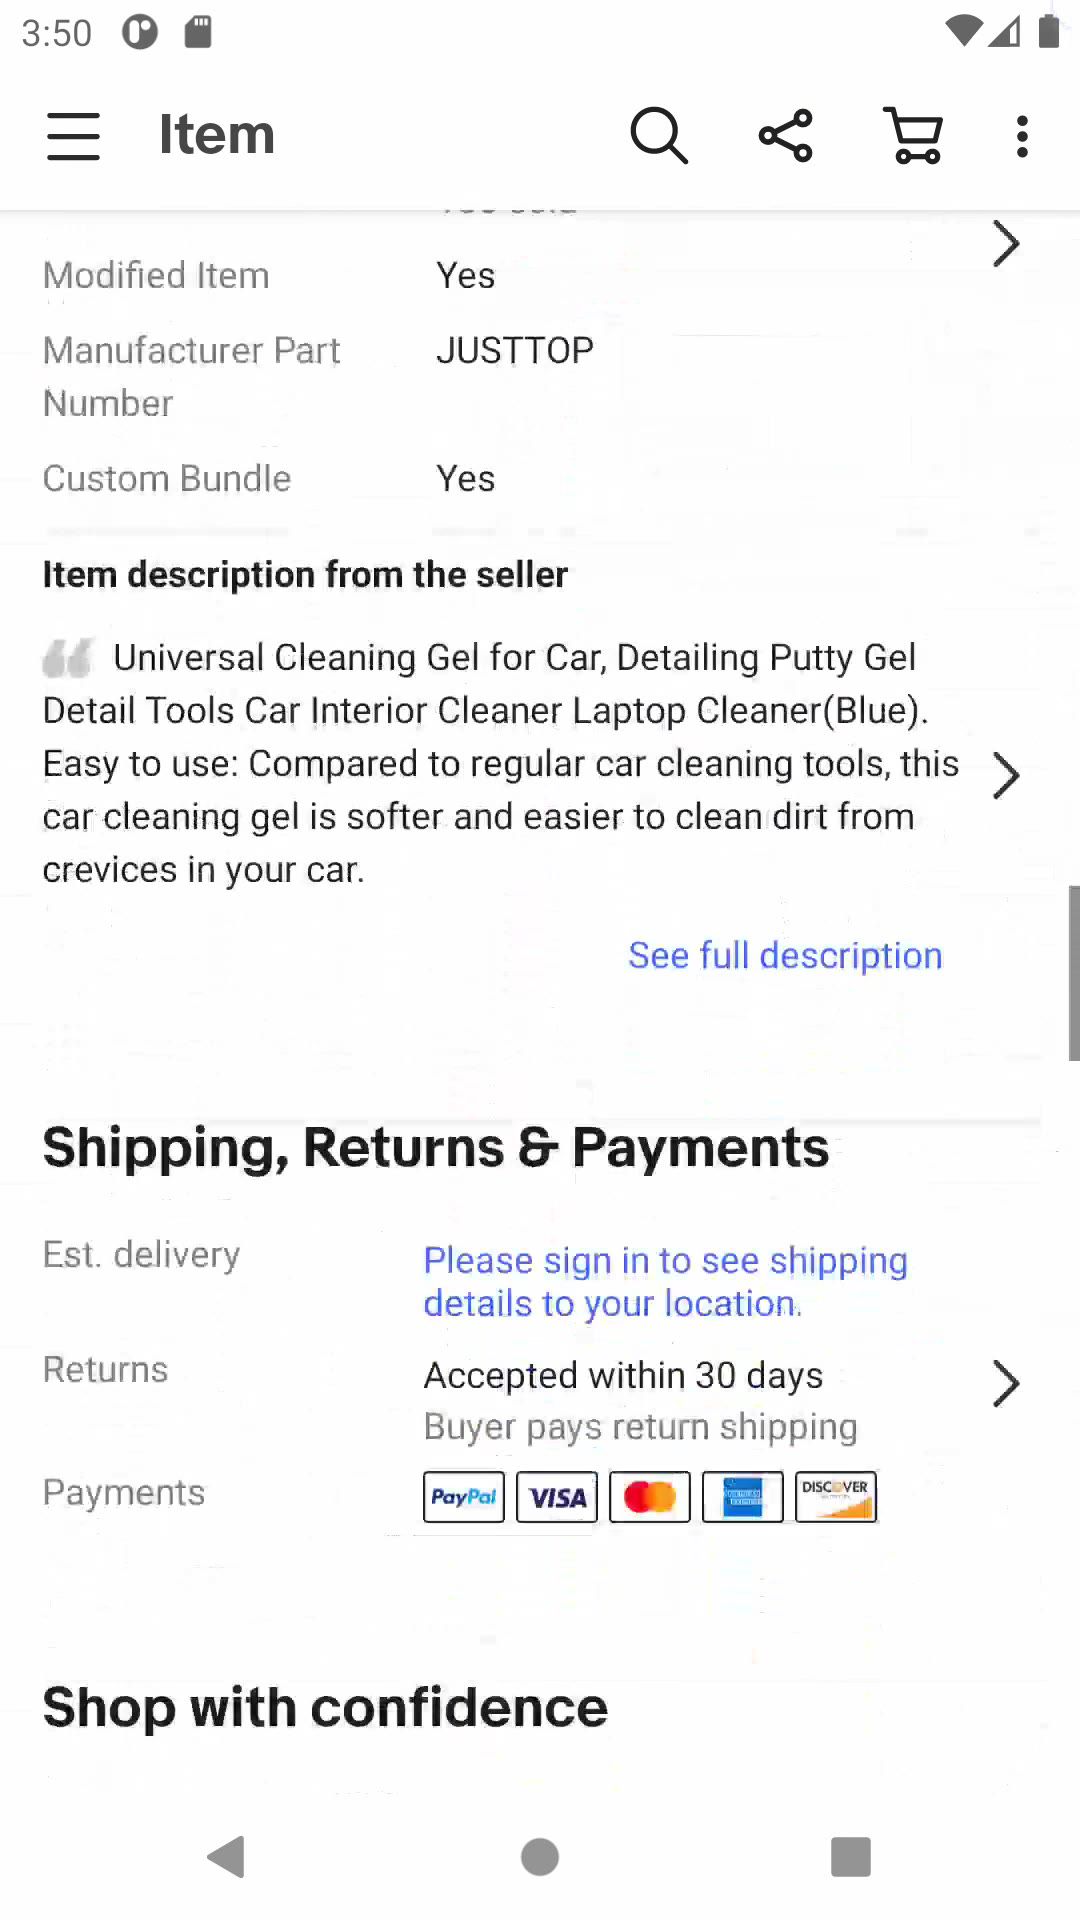 3:50
Item
Modified Item Yes
Manufacturer Part Number JUSTTOP
Custom Bundle Yes
Item description from the seller
Universal Cleaning Gel for Car, Detailing Putty Gel
Detail Tools Car Interior Cleaner Laptop Cleaner(Blue).
Easy to use: Compared to regular car cleaning tools, this
car cleaning gel is softer and easier to clean dirt from
crevices in your car.
See full description
Shipping, Returns & Payments
Est. delivery Please sign in to see shipping
details to your location.
Returns Accepted within 30 days
Buyer pays return shipping
Payments PayPal VISA DISCOVER
Shop with confidence